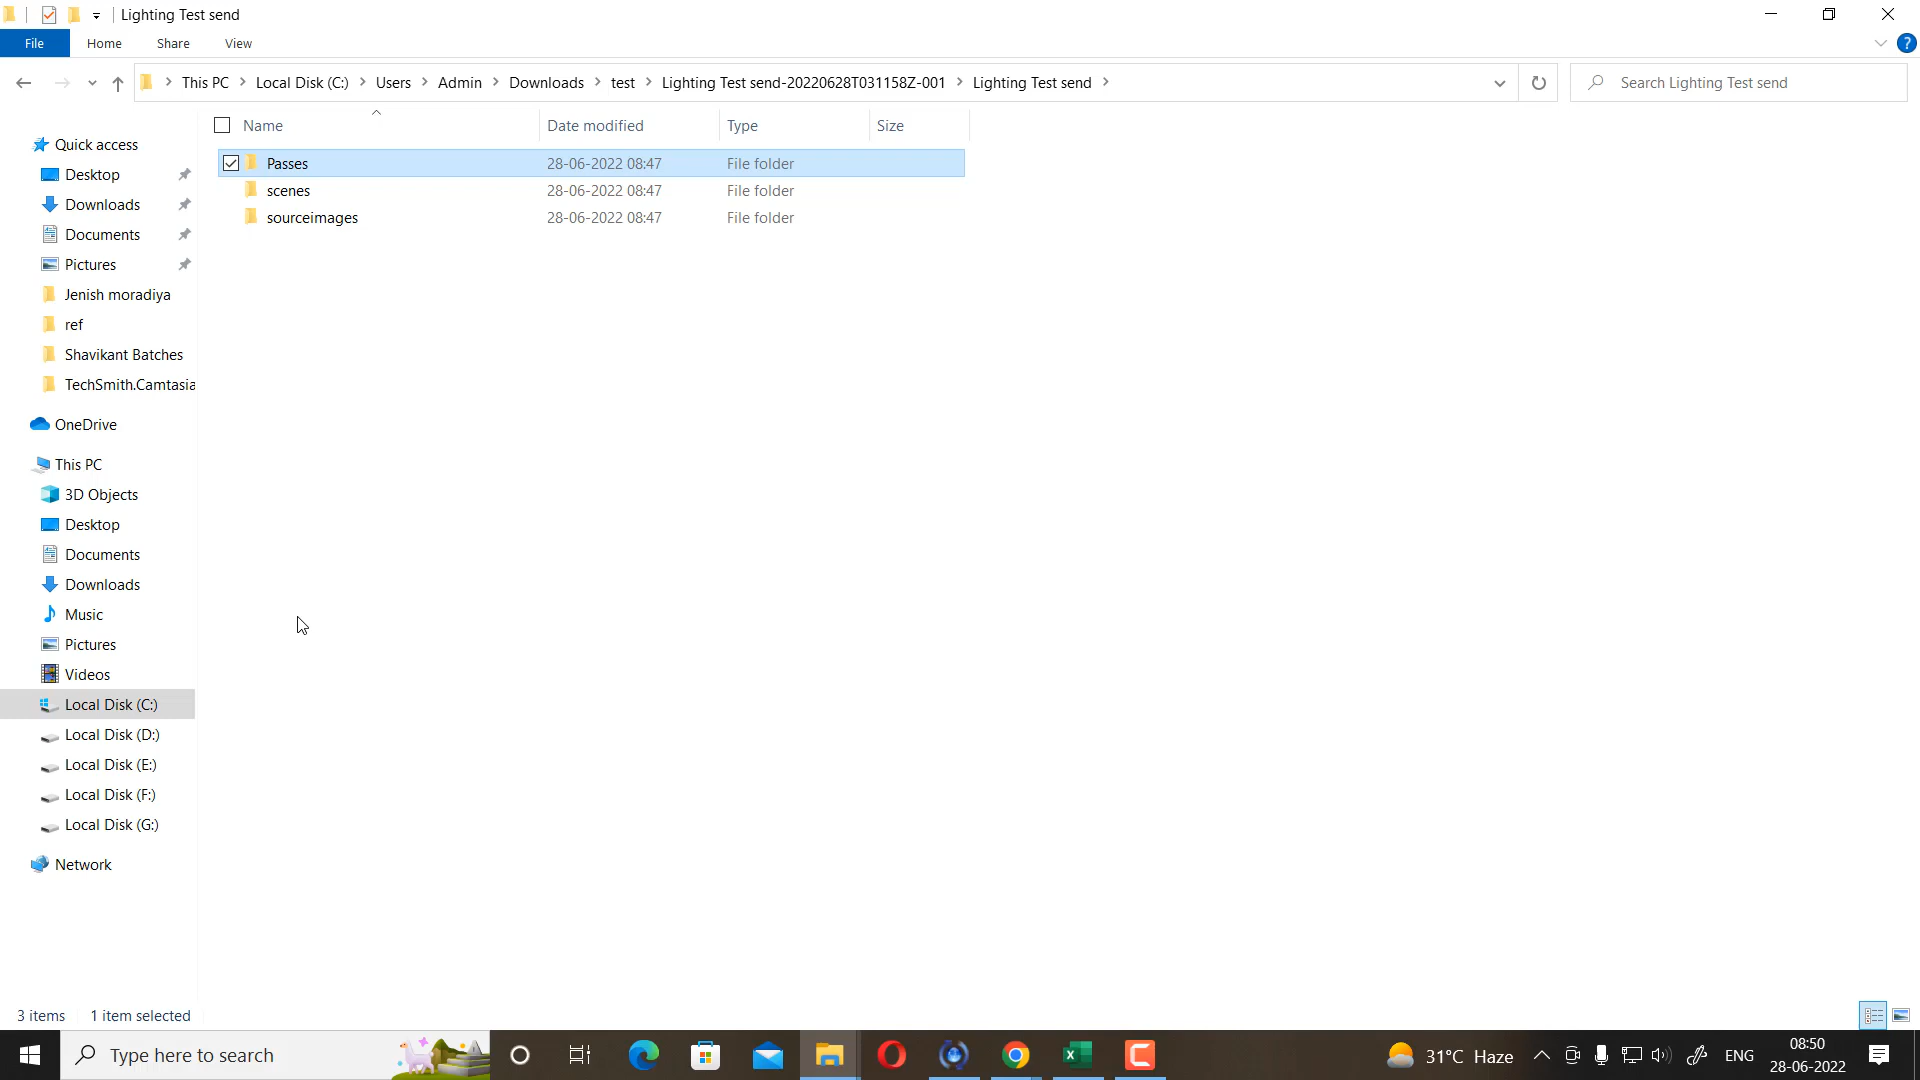 Lighting Test send
File Home Share View
This PC Local Disk (C:) Users Admin Downloads test Lighting Test send-20220628T031158Z-001 Lighting Test send
Search Lighting Test send
Name Date modified Type Size
Passes 28-06-2022 08:47 File folder
scenes 28-06-2022 08:47 File folder
sourceimages 28-06-2022 08:47 File folder
Quick access
Desktop
Downloads
Documents
Pictures
Jenish moradiya
ref
Shavikant Batches
TechSmith.Camtasia
OneDrive
This PC
3D Objects
Desktop
Documents
Downloads
Music
Pictures
Videos
Local Disk (C:)
Local Disk (D:)
Local Disk (E:)
Local Disk (F:)
Local Disk (G:)
Network
3 items 1 item selected
Type here to search
31°C Haze
ENG
08:50
28-06-2022